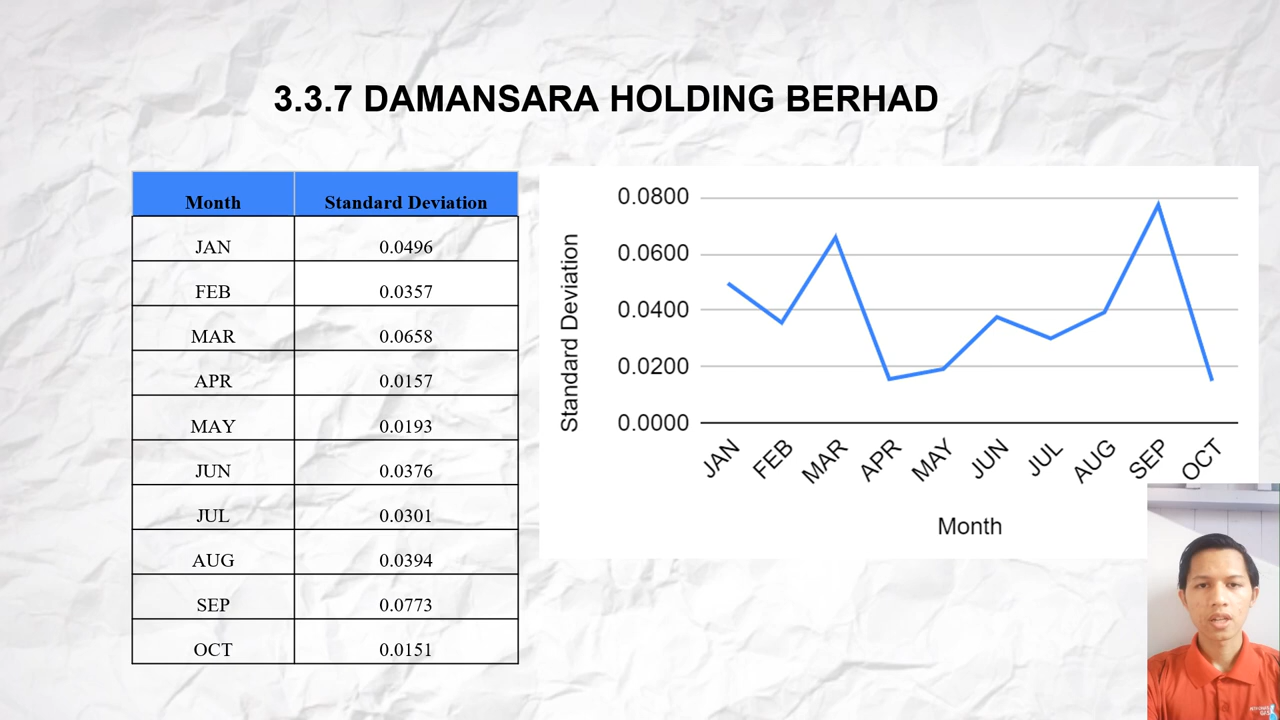 3.3.7 DAMANSARA HOLDING BERHAD
Month Standard Deviation
JAN 0.0496
FEB 0.0357
MAR 0.0658
APR 0.0157
MAY 0.0193
JUN 0.0376
JUL 0.0301
AUG 0.0394
SEP 0.0773
OCT 0.0151
Standard Deviation
0.0800
0.0600
0.0400
0.0200
0.0000
JAN FEB MAR APR MAY JUN JUL AUG SEP OCT
Month